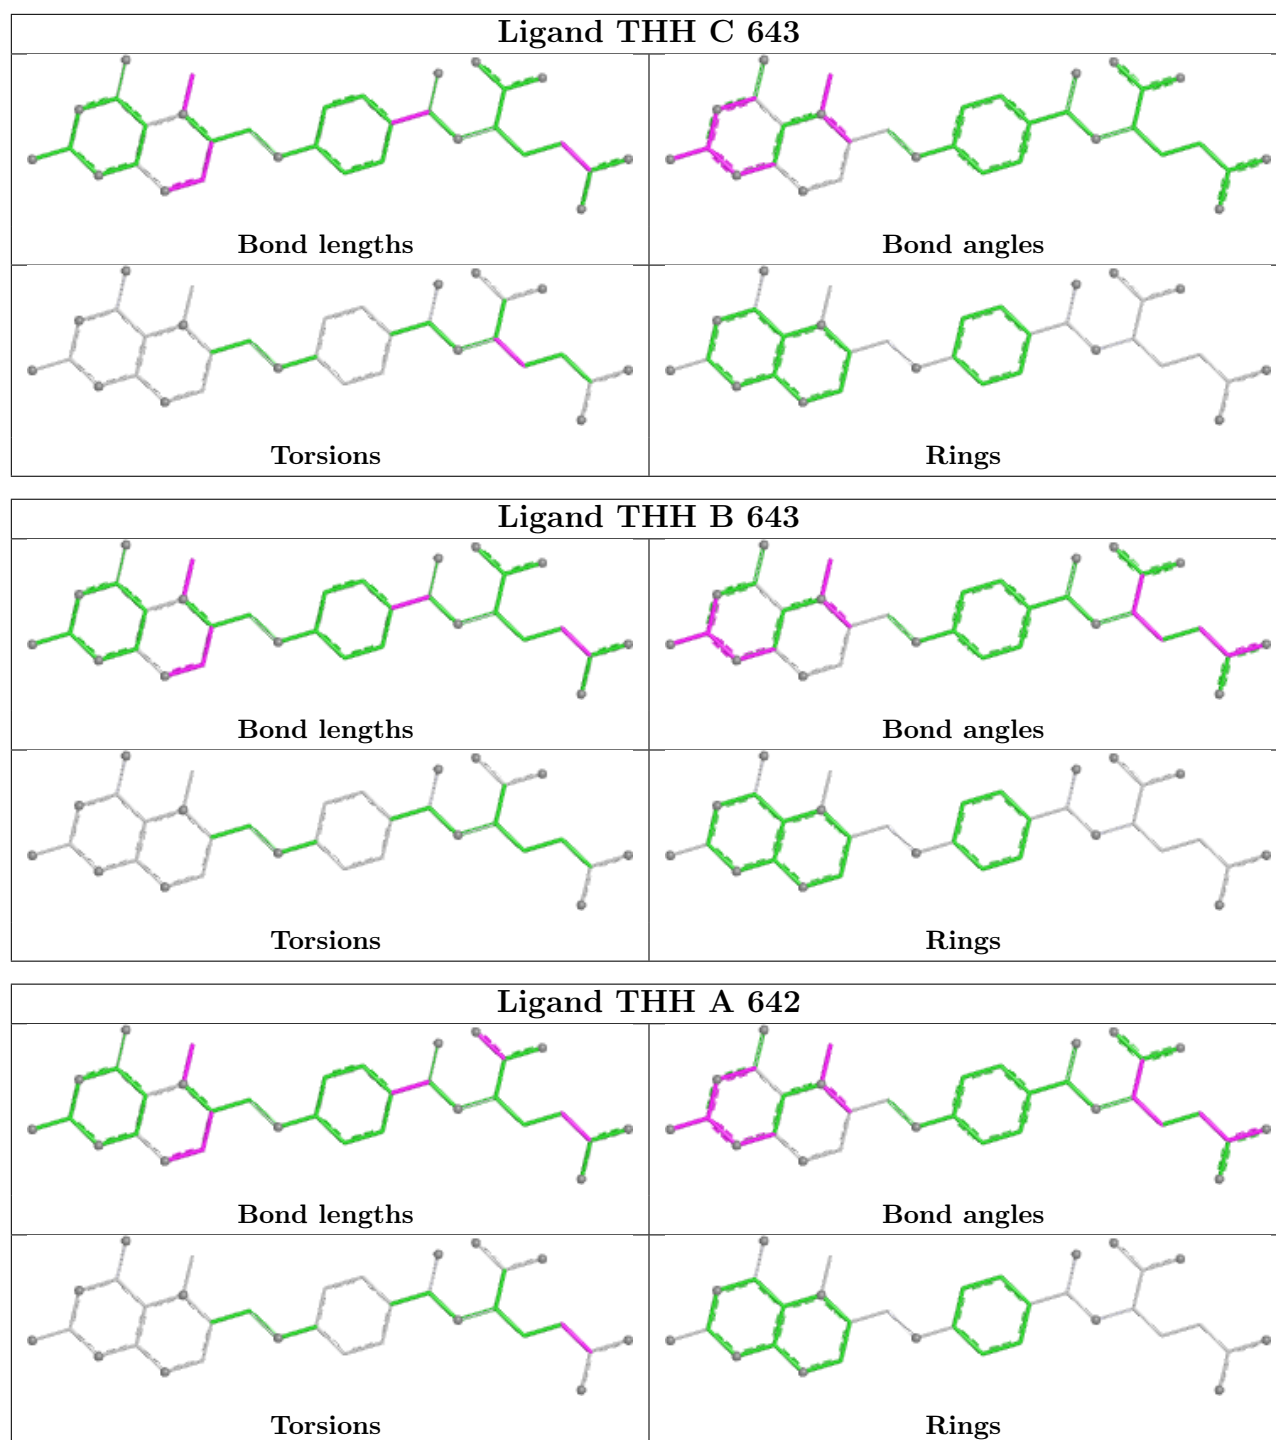 Ligand THH C 643
Bond lengths
Bond angles
Torsions
Rings
Ligand THH B 643
Bond lengths
Bond angles
Torsions
Rings
Ligand THH A 642
Bond lengths
Bond angles
Torsions
Rings